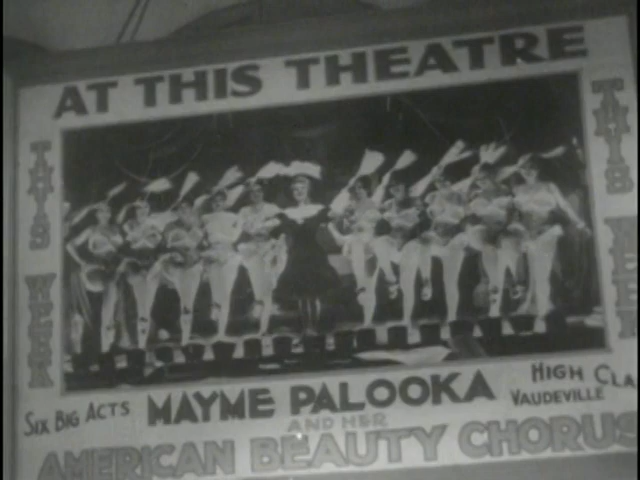 AT THIS THEATRE
THIS
WEEK
THIS
WEEK
SIX BIG ACTS
MAYME PALOOKA
HIGH CLA
VAUDEVILLE
AND HER
AMERICAN BEAUTY CHORUS